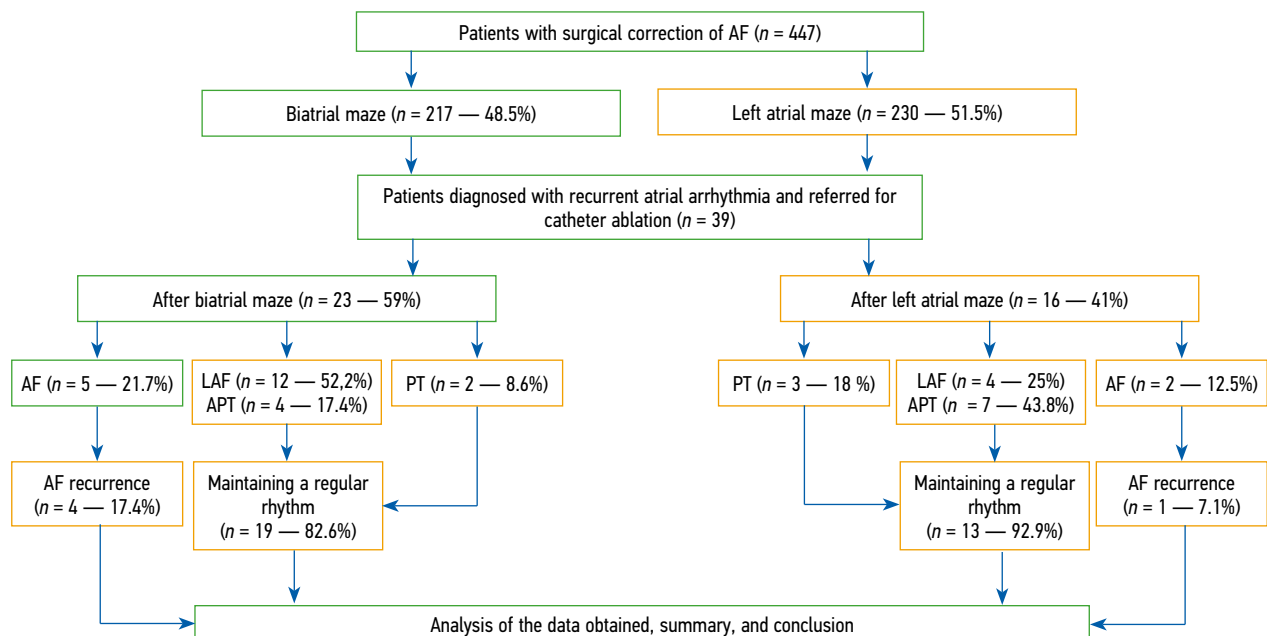 Patients with surgical correction of AF (n = 447)
Biatrial maze (n = 217 — 48.5%)
Left atrial maze (n = 230 — 51.5%)
Patients diagnosed with recurrent atrial arrhythmia and referred for
catheter ablation (n = 39)
After biatrial maze (n = 23 — 59%)
After left atrial maze (n = 16 — 41%)
AF (n = 5 — 21.7%)
LAF (n = 12 — 52,2%)
APT (n = 4 — 17.4%)
PT (n = 2 — 8.6%)
PT (n = 3 — 18 %)
LAF (n = 4 — 25%)
APT (n = 7 — 43.8%)
AF (n = 2 — 12.5%)
AF recurrence
(n = 4 — 17.4%)
Maintaining a regular
rhythm
(n = 19 — 82.6%)
Maintaining a regular
rhythm
(n = 13 — 92.9%)
AF recurrence
(n = 1 — 7.1%)
Analysis of the data obtained, summary, and conclusion